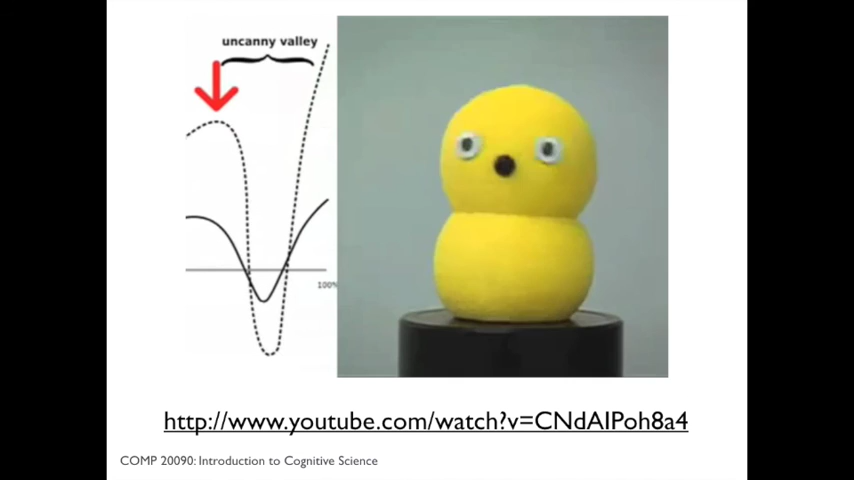 uncanny valley
100%
http://www.youtube.com/watch?v=CNdAIPoh8a4
COMP 20090: Introduction to Cognitive Science